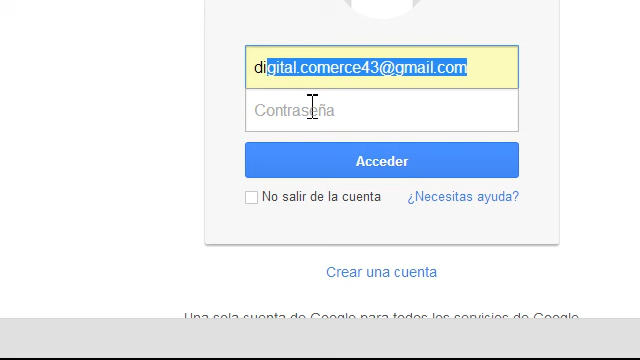 digital.comerce43@gmail.com
Contraseña
Acceder
No salir de la cuenta ¿Necesitas ayuda?
Crear una cuenta
Una sola cuenta de Google para todos los servicios de Google